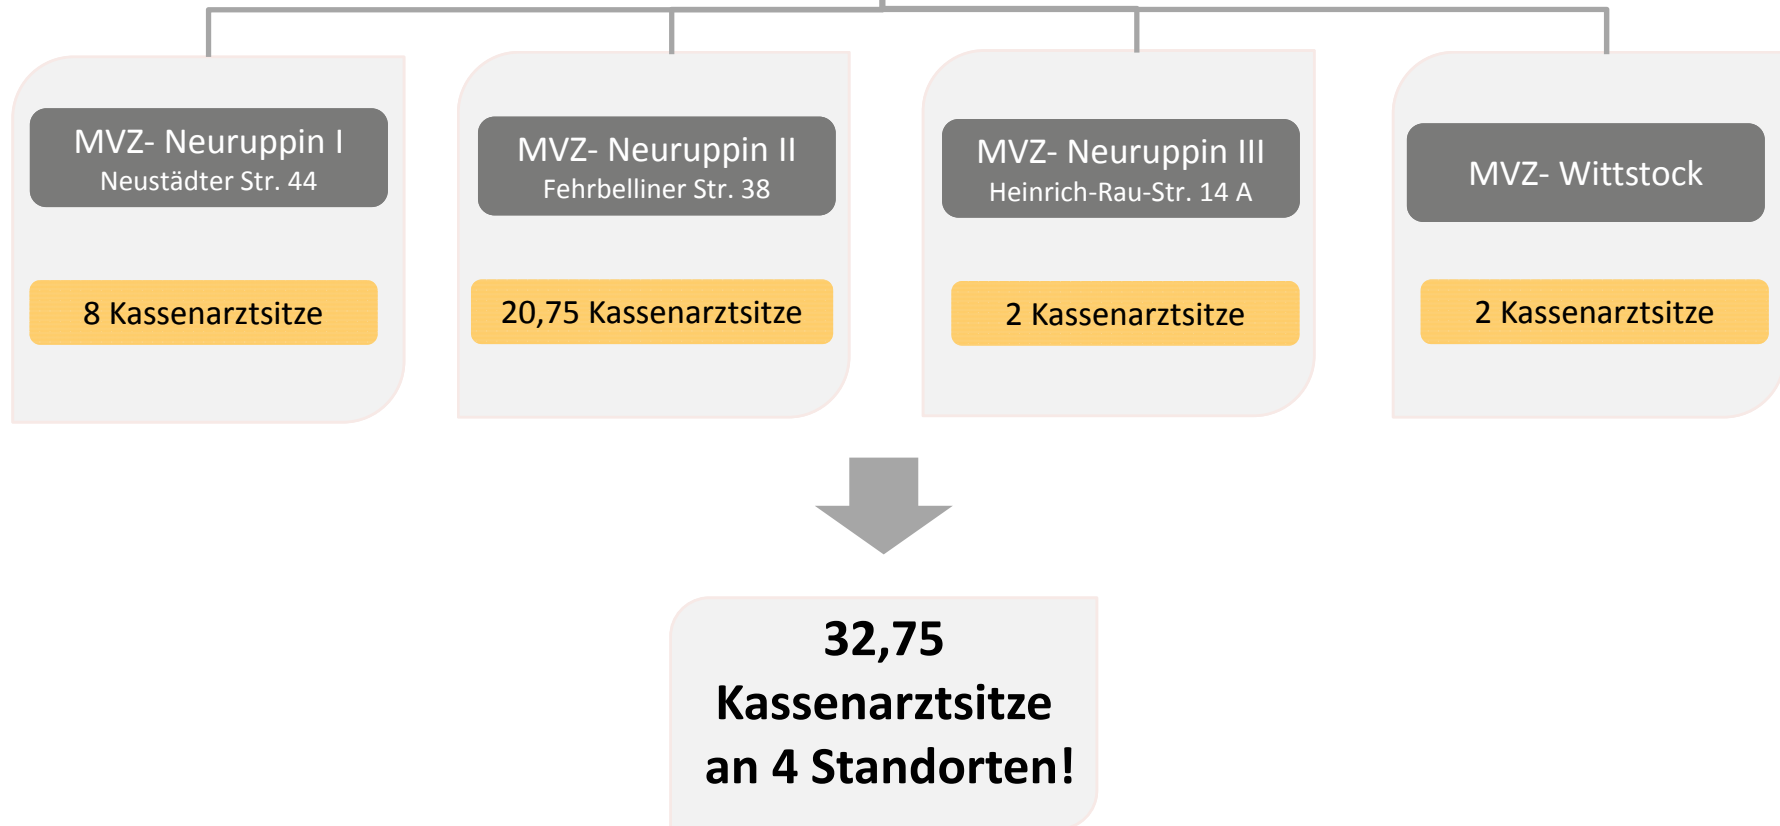 MVZ- Neuruppin I
Neustädter Str. 44
8 Kassenarztsitze
MVZ- Neuruppin II
Fehrbelliner Str. 38
20,75 Kassenarztsitze
MVZ- Neuruppin III
Heinrich-Rau-Str. 14 A
2 Kassenarztsitze
MVZ- Wittstock
2 Kassenarztsitze
32,75
Kassenarztsitze
an 4 Standorten!